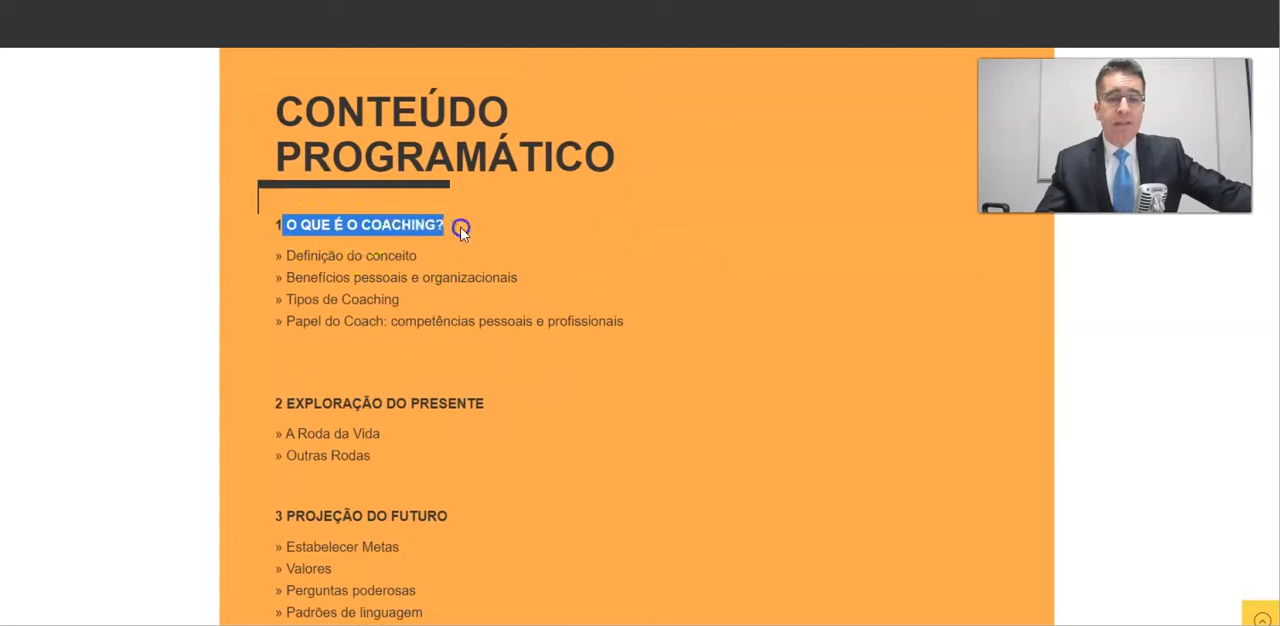 CONTEÚDO
PROGRAMÁTICO
1 O QUE É O COACHING?
» Definição do conceito
» Benefícios pessoais e organizacionais
» Tipos de Coaching
» Papel do Coach: competências pessoais e profissionais
2 EXPLORAÇÃO DO PRESENTE
» A Roda da Vida
» Outras Rodas
3 PROJEÇÃO DO FUTURO
» Estabelecer Metas
» Valores
» Perguntas poderosas
» Padrões de linguagem